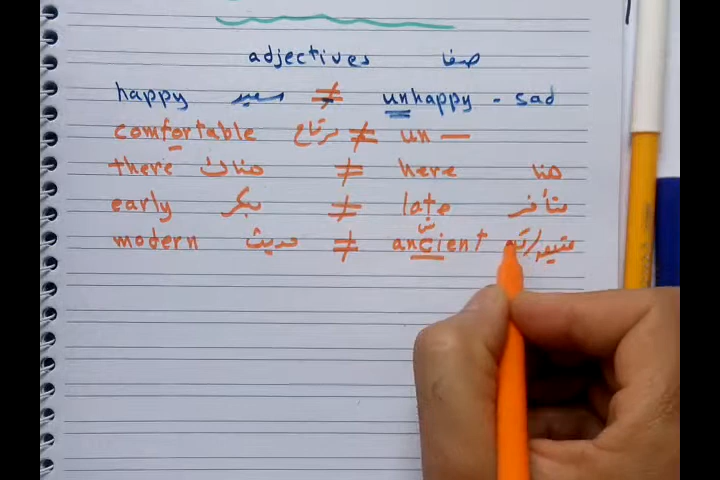 adjectives صفا
happy سعيد ≠ unhappy - sad
comfortable مرتاح ≠ un —
there هناك ≠ here هنا
early مبكر ≠ late متأخر
modern حديث ≠ ancient